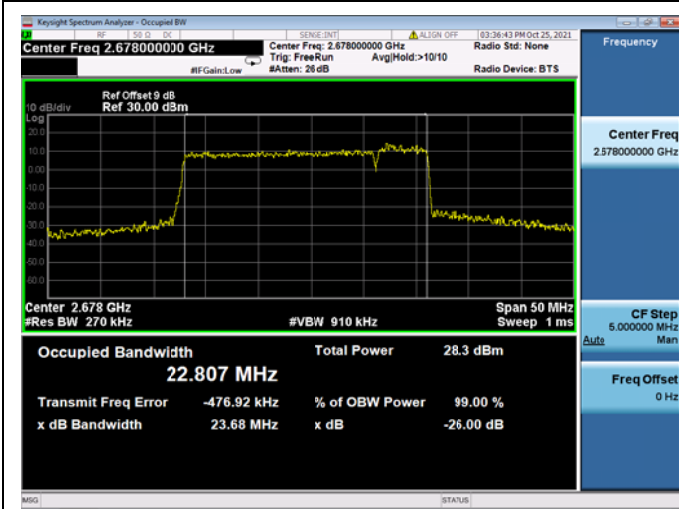 Keysight Spectrum Analyzer - Occupiel BW
RF 50 Ω DC SENSE:INT ALIGN OFF 03:36:43 PM Oct 25, 2021
Center Freq 2.678000000 GHz
Center Freq: 2.678000000 GHz
Radio Std: None
Trig: FreeRun Avg|Hold:>10/10
#IFGain:Low #Atten: 26 dB Radio Device: BTS
Ref Offset 9 dB
10 dB/div Ref 30.00 dBm
Log
20.0
10.0
0.00
-10.0
-20.0
-30.0
-40.0
-50.0
-60.0
Center 2.678 GHz Span 50 MHz
#Res BW 270 kHz #VBW 910 kHz Sweep 1 ms
Occupied Bandwidth Total Power 28.3 dBm
22.807 MHz
Transmit Freq Error -476.92 kHz % of OBW Power 99.00 %
x dB Bandwidth 23.68 MHz x dB -26.00 dB
Frequency
Center Freq
2.678000000 GHz
CF Step
5.000000 MHz
Auto Man
Freq Offset
0 Hz
MSG STATUS